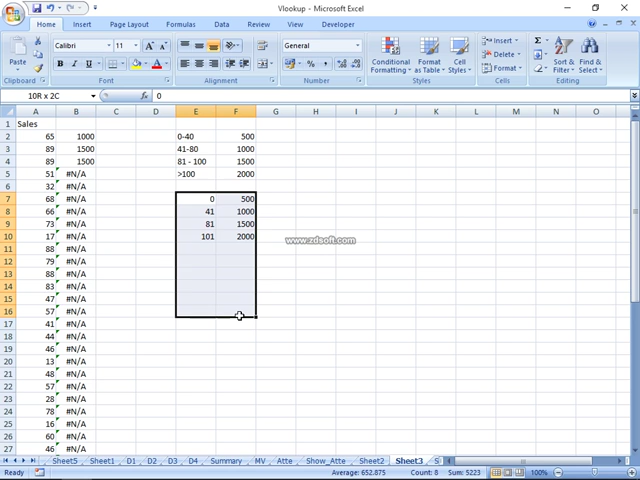 Vlookup - Microsoft Excel
Home Insert Page Layout Formulas Data Review View Developer
Paste
Calibri 11 A A
General
B I U
$ % ,
Conditional Formatting Format as Table Cell Styles
Insert
Delete
Format
Sort & Filter Find & Select
Clipboard Font Alignment Number Styles Cells Editing
10R x 2C fx 0
A B C D E F G H I J K L M N O
1 Sales
2 65 1000 0-40 500
3 89 1500 41-80 1000
4 89 1500 81 - 100 1500
5 51 #N/A >100 2000
6 32 #N/A
7 68 #N/A 0 500
8 66 #N/A 41 1000
9 73 #N/A 81 1500
10 17 #N/A 101 2000
www.zdsoft.com
11 88 #N/A
12 79 #N/A
13 88 #N/A
14 83 #N/A
15 47 #N/A
16 57 #N/A
17 41 #N/A
18 44 #N/A
19 46 #N/A
20 13 #N/A
21 48 #N/A
22 57 #N/A
23 28 #N/A
24 78 #N/A
25 16 #N/A
26 60 #N/A
27 46 #N/A
Sheet5 Sheet1 D1 D2 D3 D4 Summary MV Atte Show_Atte Sheet2 Sheet3 S
Ready Average: 652.875 Count: 8 Sum: 5223 100%